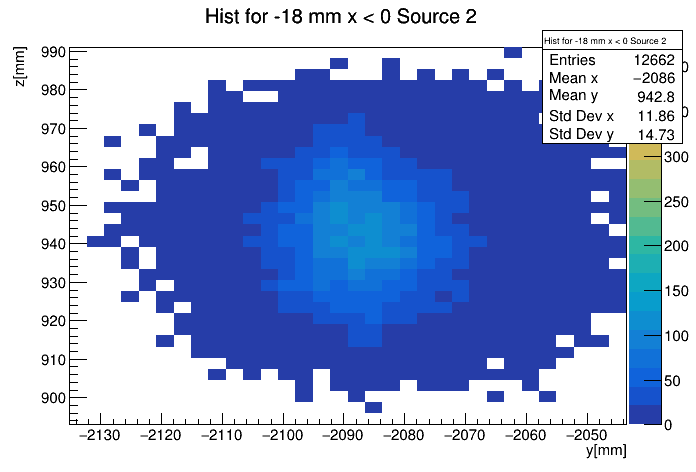 Hist for -18 mm x < 0 Source 2
Hist for -18 mm x < 0 Source 2
Entries 12662
Mean x −2086
Mean y 942.8
Std Dev x 11.86
Std Dev y 14.73
z[mm]
990
980
970
960
950
940
930
920
910
900
300
250
200
150
100
50
0
−2130 −2120 −2110 −2100 −2090 −2080 −2070 −2060 −2050
y[mm]